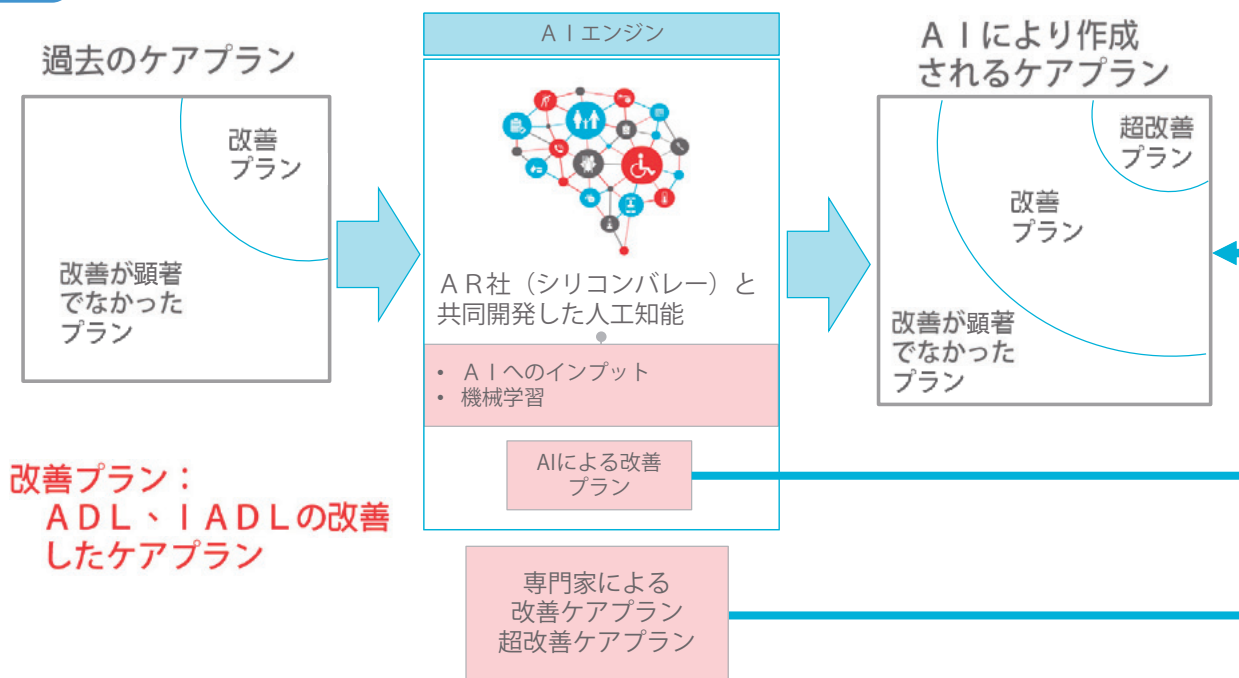 過去のケアプラン
改善
プラン
改善が顕著
でなかった
プラン
改善プラン：
ＡＤＬ、ＩＡＤＬの改善
したケアプラン
ＡＩエンジン
ＡＲ社（シリコンバレー）と
共同開発した人工知能
• ＡＩへのインプット
• 機械学習
AIによる改善
プラン
専門家による
改善ケアプラン
超改善ケアプラン
ＡＩにより作成
されるケアプラン
超改善
プラン
改善
プラン
改善が顕著
でなかった
プラン